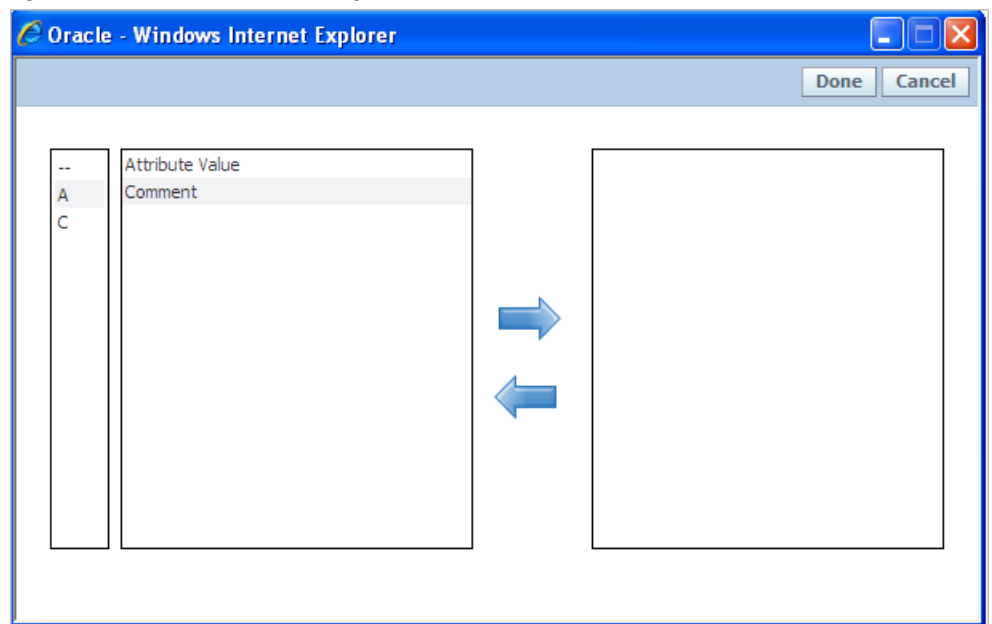 Oracle - Windows Internet Explorer
Done Cancel
--
A
C
Attribute Value
Comment